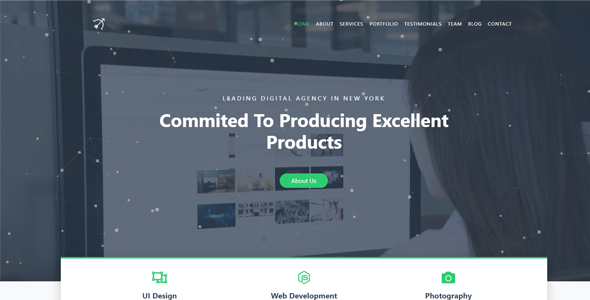 HOME ABOUT SERVICES PORTFOLIO TESTIMONIALS TEAM BLOG CONTACT
LEADING DIGITAL AGENCY IN NEW YORK
Commited To Producing Excellent
Products
About Us
UI Design Web Development Photography